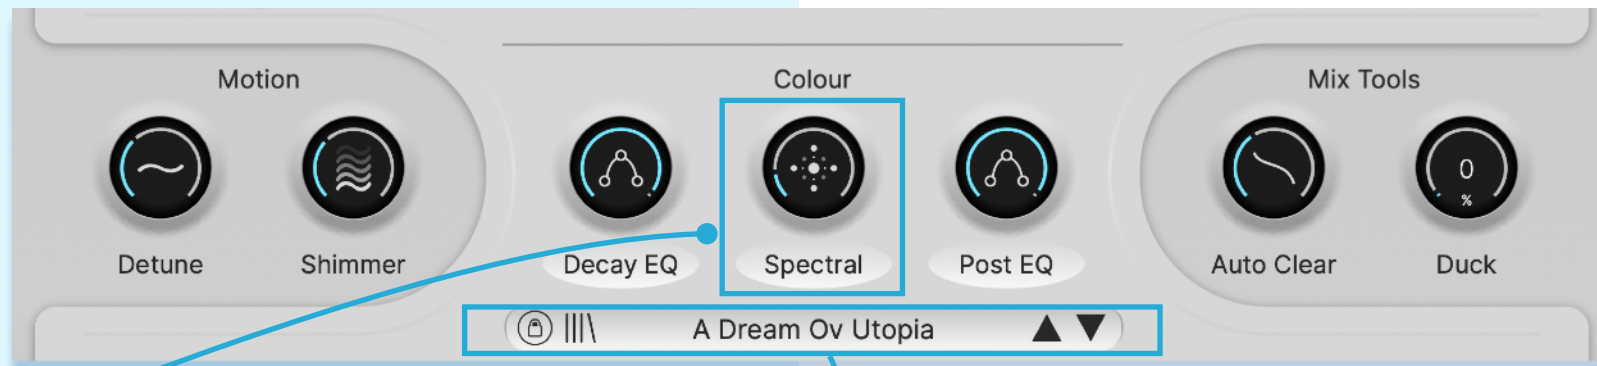 Motion
Colour
Mix Tools
0
%
Detune
Shimmer
Decay EQ
Spectral
Post EQ
Auto Clear
Duck
A Dream Ov Utopia